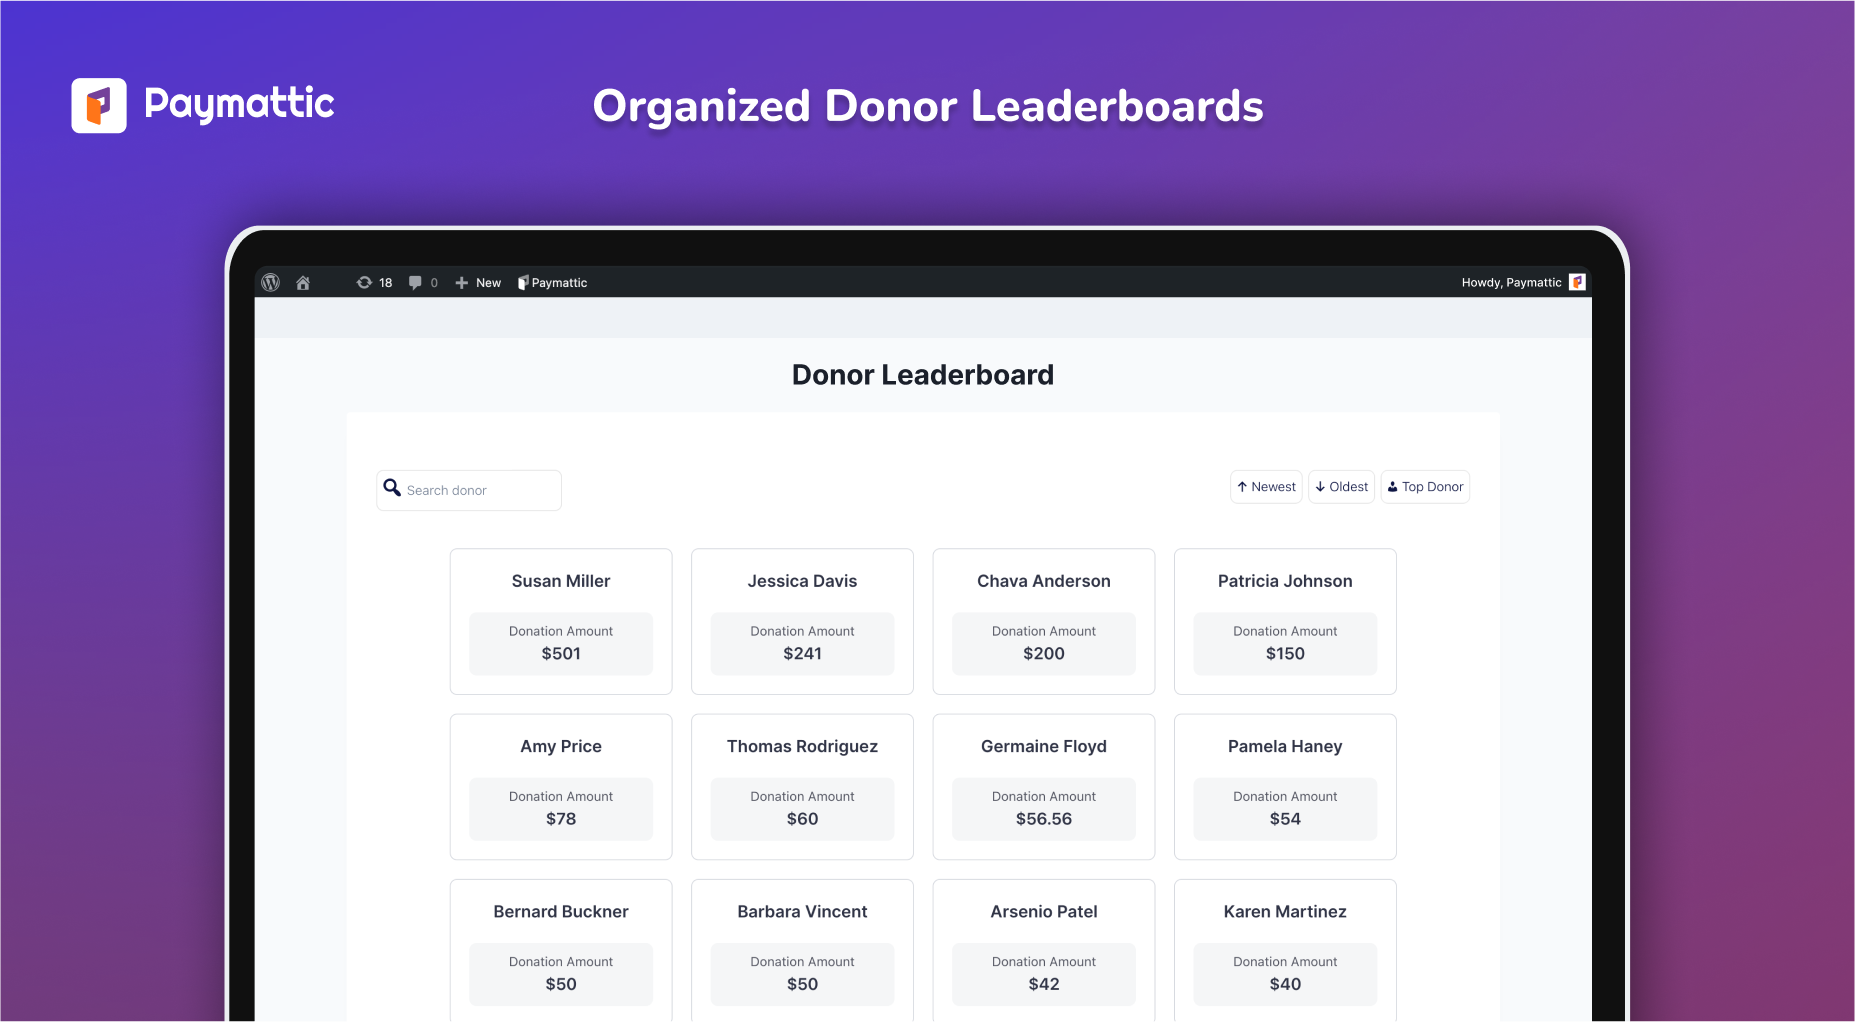 Paymattic
Organized Donor Leaderboards
18 0 New Paymattic Howdy, Paymattic
Donor Leaderboard
Search donor Newest Oldest Top Donor
Susan Miller Jessica Davis Chava Anderson Patricia Johnson
Donation Amount Donation Amount Donation Amount Donation Amount
$501 $241 $200 $150
Amy Price Thomas Rodriguez Germaine Floyd Pamela Haney
Donation Amount Donation Amount Donation Amount Donation Amount
$78 $60 $56.56 $54
Bernard Buckner Barbara Vincent Arsenio Patel Karen Martinez
Donation Amount Donation Amount Donation Amount Donation Amount
$50 $50 $42 $40